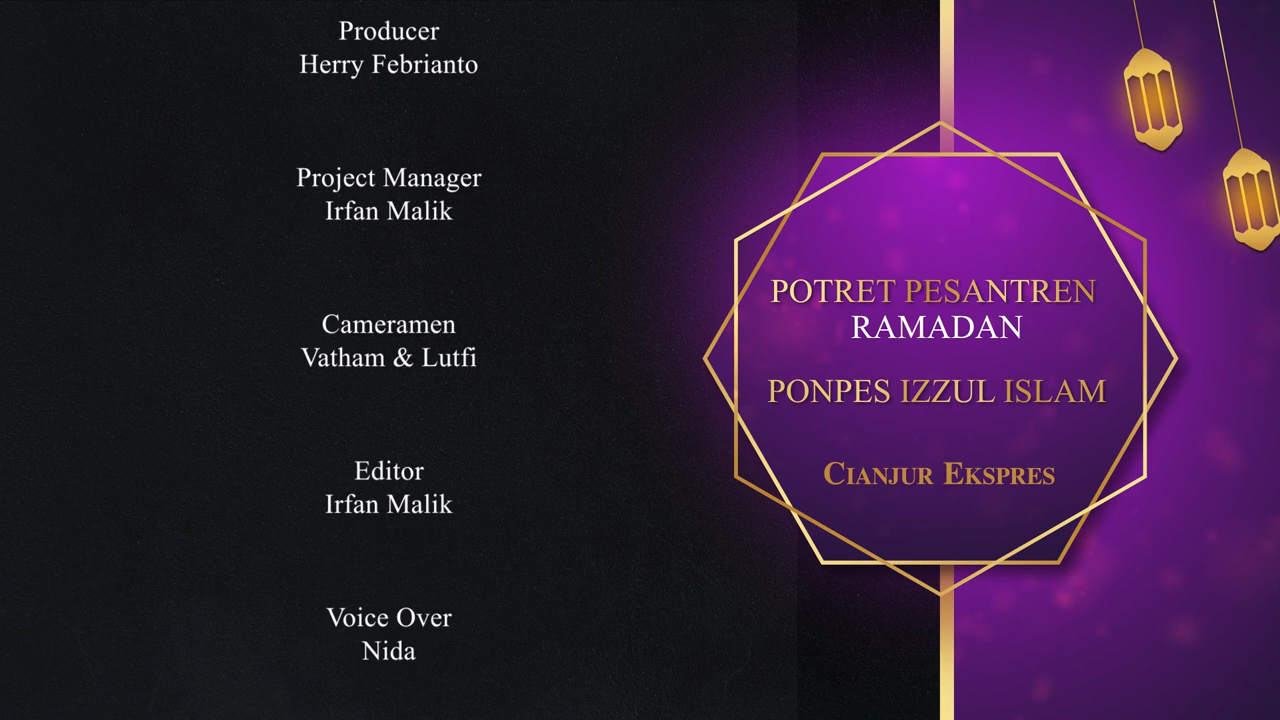 Producer
Herry Febrianto
Project Manager
Irfan Malik
Cameramen
Vatham & Lutfi
Editor
Irfan Malik
Voice Over
Nida
POTRET PESANTREN
RAMADAN
PONPES IZZUL ISLAM
Cianjur Ekspres